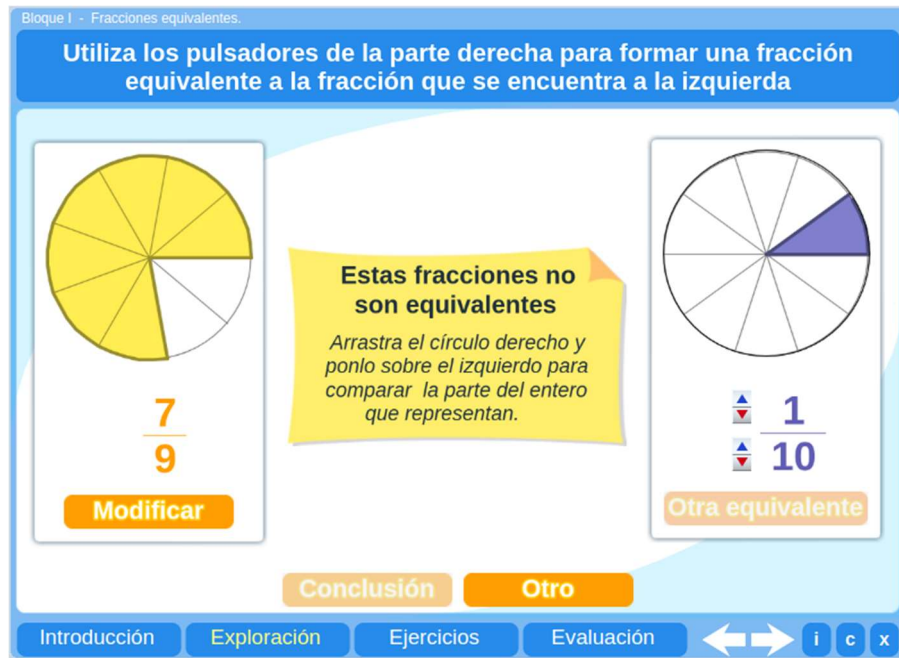 Bloque I - Fracciones equivalentes.
Utiliza los pulsadores de la parte derecha para formar una fracción
equivalente a la fracción que se encuentra a la izquierda
Estas fracciones no
son equivalentes
Arrastra el círculo derecho y
ponlo sobre el izquierdo para
comparar la parte del entero
que representan.
7
9
Modificar
1
10
Otra equivalente
Conclusión
Otro
Introducción
Exploración
Ejercicios
Evaluación
i
c
x